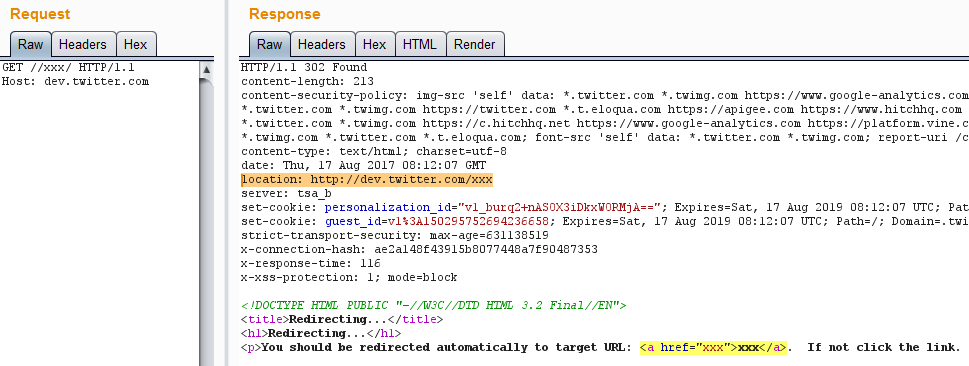 Request
Response
Raw Headers Hex
Raw Headers Hex HTML Render
GET //xxx/ HTTP/1.1
Host: dev.twitter.com
HTTP/1.1 302 Found
content-length: 213
content-security-policy: img-src 'self' data: *.twitter.com *.twimg.com https://www.google-analytics.com
*.twitter.com *.twimg.com https://twitter.com *.t.eloqua.com https://apigee.com https://www.hitchhq.com
*.twitter.com https://c.hitchhq.net https://www.google-analytics.com https://platform.vine.c
*.twimg.com *.twitter.com *.t.eloqua.com; font-src 'self' data: *.twitter.com *.twimg.com; report-uri /c
content-type: text/html; charset=utf-8
date: Thu, 17 Aug 2017 08:12:07 GMT
location: http://dev.twitter.com/xxx
server: tsa_b
set-cookie: personalization_id="v1_burq2+nASOX3iDkxWORMjA=="; Expires=Sat, 17 Aug 2019 08:12:07 UTC; Pat
set-cookie: guest_id=v1%3A150295752694236658; Expires=Sat, 17 Aug 2019 08:12:07 UTC; Path=/; Domain=.twi
strict-transport-security: max-age=631138519
x-connection-hash: ae2a148f43915b8077448a7f90487353
x-response-time: 116
x-xss-protection: 1; mode=block
<!DOCTYPE HTML PUBLIC "-//W3C//DTD HTML 3.2 Final//EN">
<title>Redirecting...</title>
<h1>Redirecting...</h1>
<p>You should be redirected automatically to target URL: <a href="xxx">xxx</a>.  If not click the link.